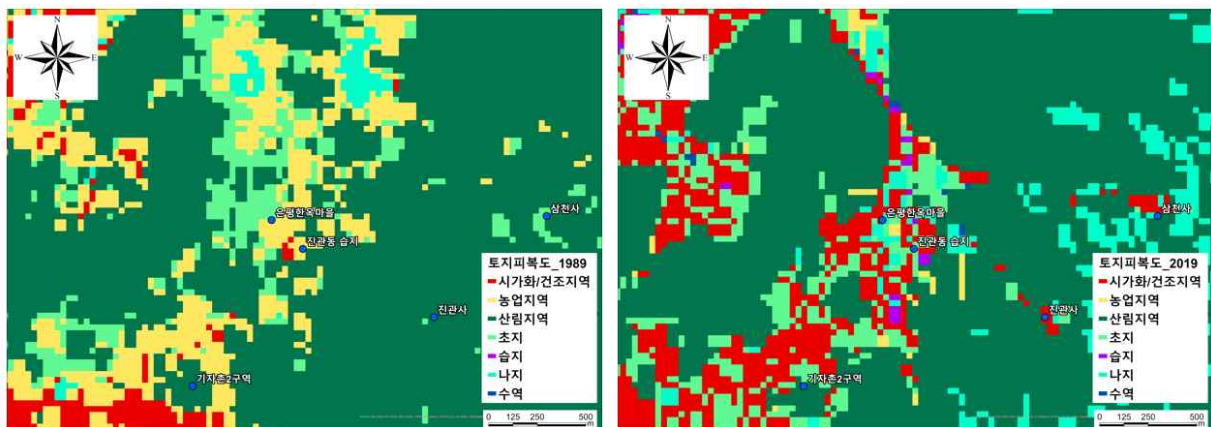 N
W E
S
은평한옥마을
삼천사
진관동 습지
진관사
기자촌2구역
토지피복도_1989
시가화/건조지역
농업지역
산림지역
초지
습지
나지
수역
0 125 250 500
m
N
W E
S
은평한옥마을
삼천사
진관동 습지
진관사
기자촌2구역
토지피복도_2019
시가화/건조지역
농업지역
산림지역
초지
습지
나지
수역
0 125 250 500
m